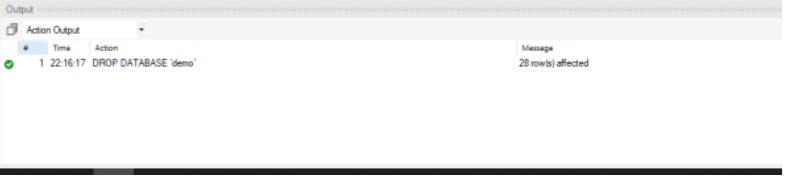 Output
Action Output
# Time Action Message
1 22:16:17 DROP DATABASE `demo` 28 row(s) affected